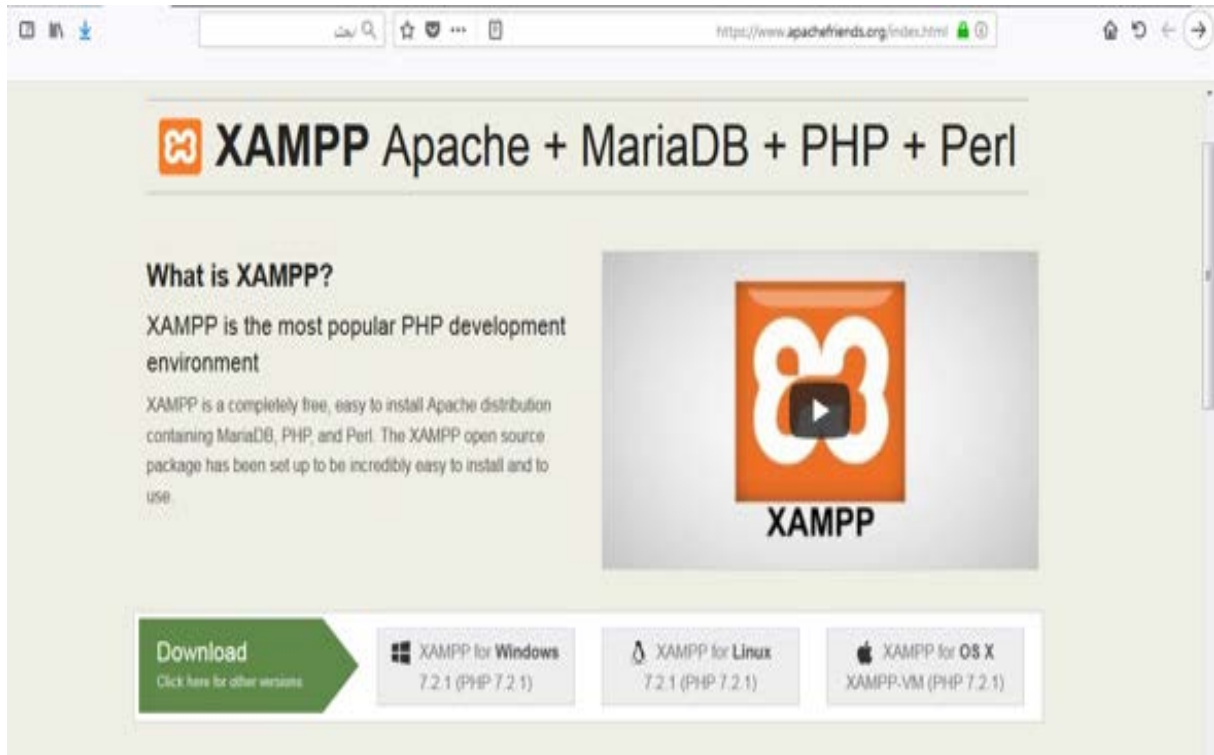 بحث
https://www.apachefriends.org/index.html
XAMPP Apache + MariaDB + PHP + Perl
What is XAMPP?
XAMPP is the most popular PHP development
environment
XAMPP is a completely free, easy to install Apache distribution
containing MariaDB, PHP, and Perl. The XAMPP open source
package has been set up to be incredibly easy to install and to
use.
XAMPP
Download
Click here for other versions
XAMPP for Windows
7.2.1 (PHP 7.2.1)
XAMPP for Linux
7.2.1 (PHP 7.2.1)
XAMPP for OS X
XAMPP-VM (PHP 7.2.1)